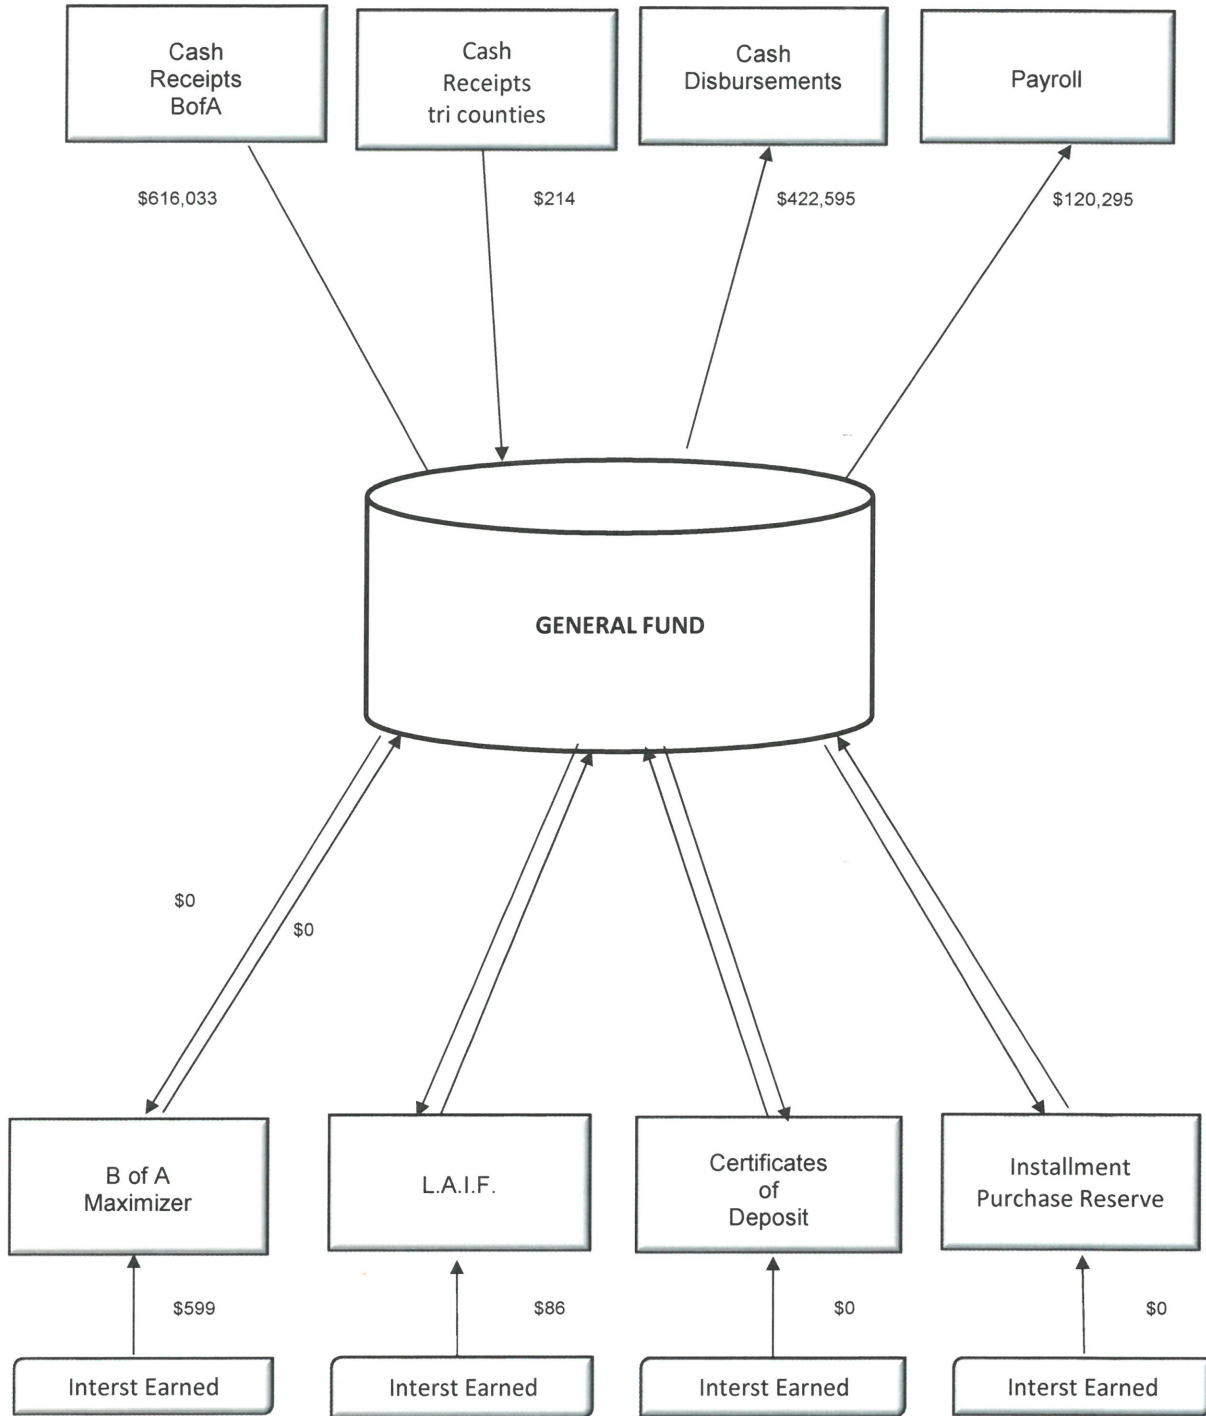 Cash
Receipts
BofA
Cash
Receipts
tri counties
Cash
Disbursements
Payroll
$616,033
$214
$422,595
$120,295
GENERAL FUND
$0
$0
B of A
Maximizer
L.A.I.F.
Certificates
of
Deposit
Installment
Purchase Reserve
$599
$86
$0
$0
Interst Earned
Interst Earned
Interst Earned
Interst Earned